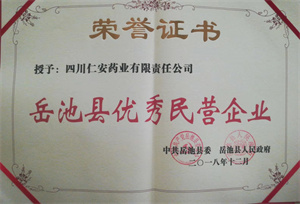 荣誉证书
授予：四川仁安药业有限责任公司
岳池县优秀民营企业
中共岳池县委 岳池县人民政府
二〇一八年十二月